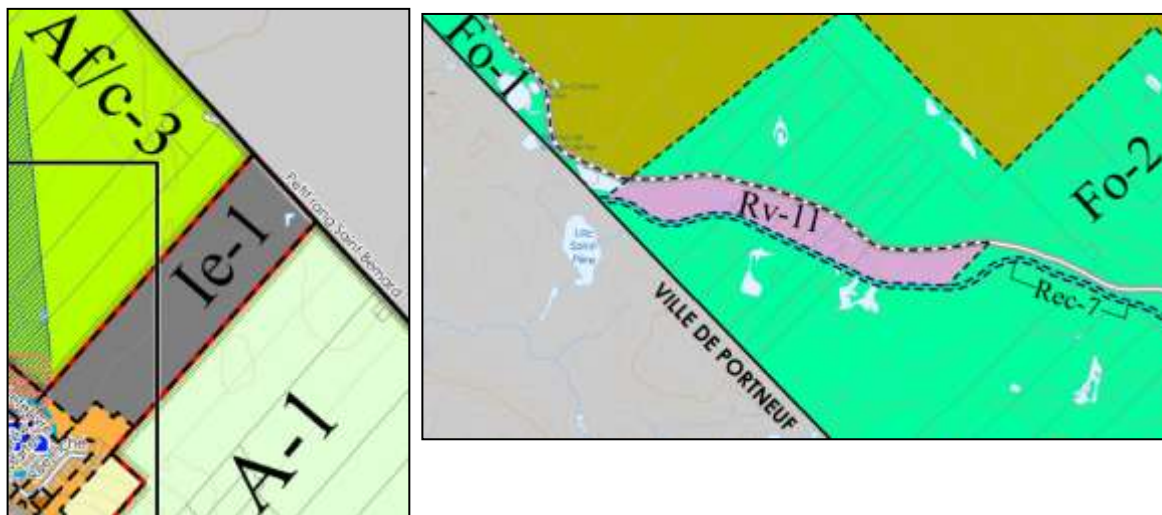 Af/c-3
Petit rang Saint-Bernard
Ie-1
A-1
Fo-1
Rv-11
Fo-2
Lac
Rec-7
VILLE DE PORTNEUF